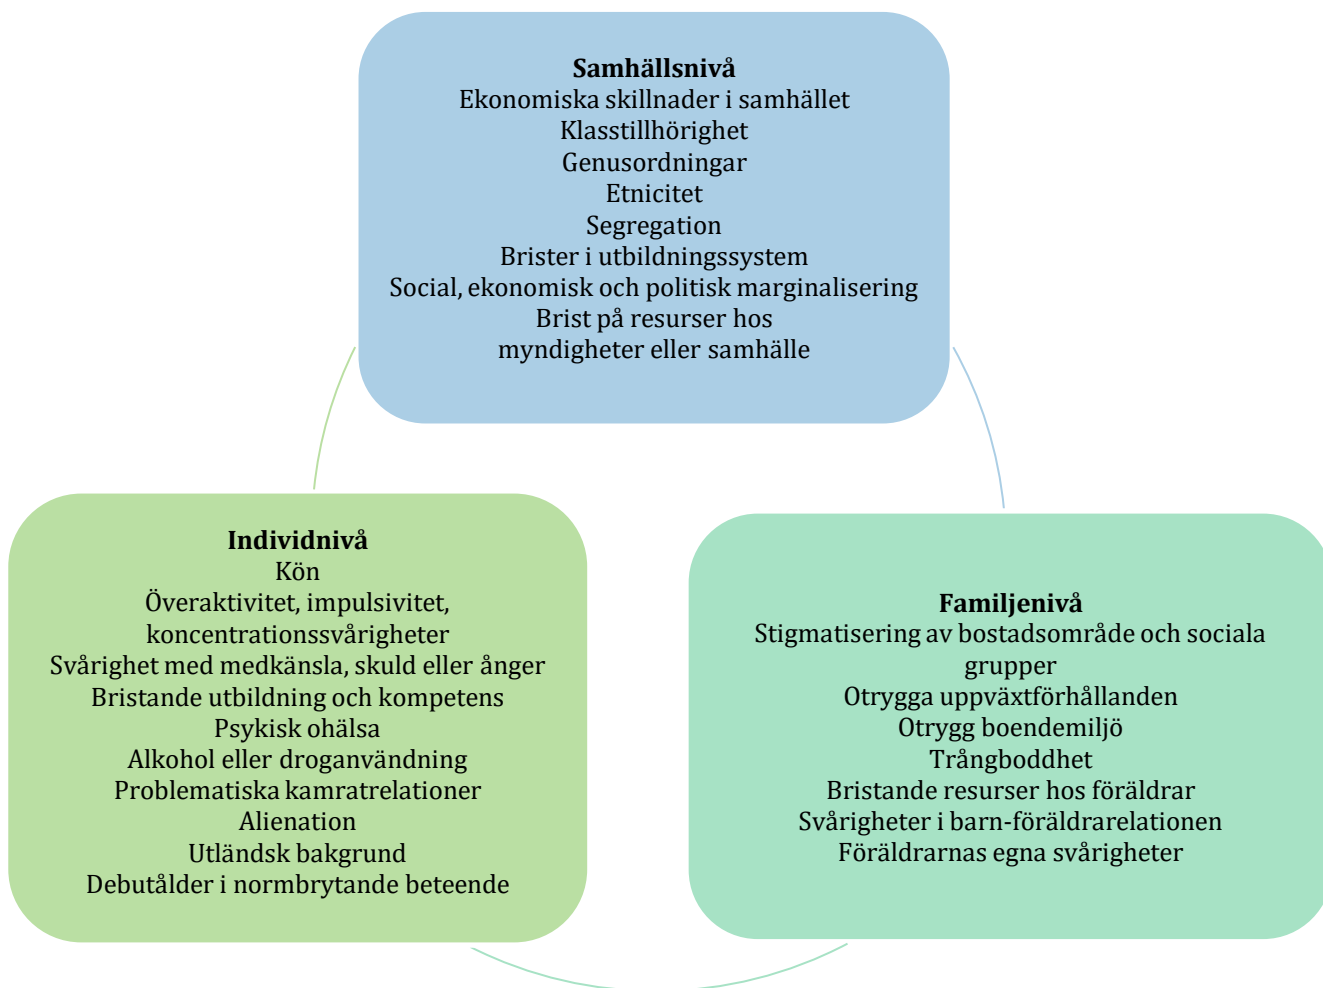 Samhällsnivå
Ekonomiska skillnader i samhället
Klasstillhörighet
Genusordningar
Etnicitet
Segregation
Brister i utbildningssystem
Social, ekonomisk och politisk marginalisering
Brist på resurser hos
myndigheter eller samhälle
Individnivå
Kön
Överaktivitet, impulsivitet,
koncentrationssvårigheter
Svårighet med medkänsla, skuld eller ånger
Bristande utbildning och kompetens
Psykisk ohälsa
Alkohol eller droganvändning
Problematiska kamratrelationer
Alienation
Utländsk bakgrund
Debutålder i normbrytande beteende
Familjenivå
Stigmatisering av bostadsområde och sociala
grupper
Otrygga uppväxtförhållanden
Otrygg boendemiljö
Trångboddhet
Bristande resurser hos föräldrar
Svårigheter i barn-föräldrarelationen
Föräldrarnas egna svårigheter